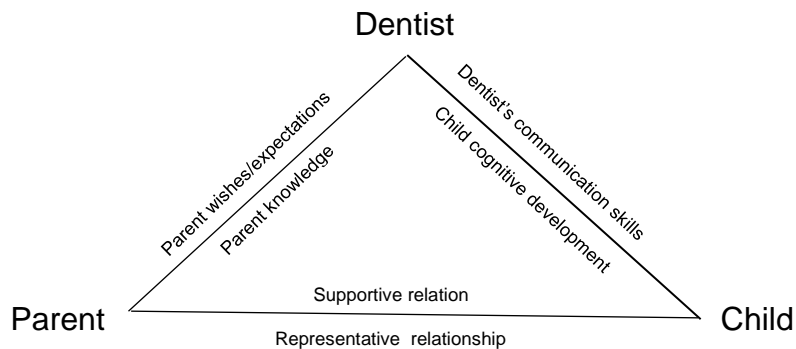 Dentist
Parent wishes/expectations
Parent knowledge
Dentist's communication skills
Child cognitive development
Supportive relation
Parent
Child
Representative relationship